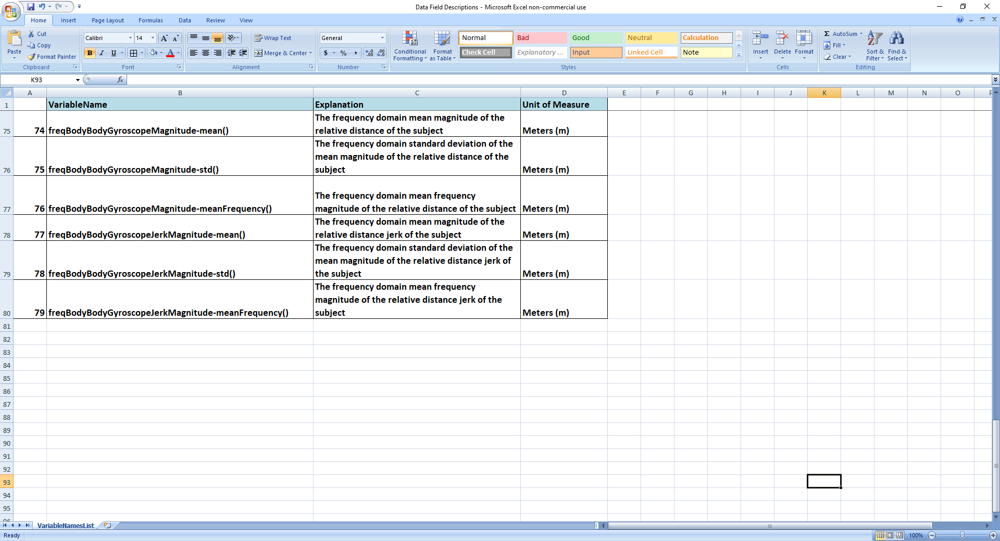 Data Field Descriptions - Microsoft Excel non-commercial use
Home Insert Page Layout Formulas Data Review View
Paste
Cut
Copy
Format Painter
Clipboard
Calibri 14
B I U
Font
Wrap Text
Merge & Center
Alignment
General
$ % ,
Number
Conditional Formatting
Format as Table
Normal Bad Good Neutral Calculation
Check Cell Explanatory ... Input Linked Cell Note
Styles
Insert Delete Format
Cells
Σ AutoSum
Fill
Clear
Sort & Filter
Find & Select
Editing
K93 fx
A B C D E F G H I J K L M N O P
1 VariableName Explanation Unit of Measure
The frequency domain mean magnitude of the
75 74 freqBodyBodyGyroscopeMagnitude-mean() relative distance of the subject Meters (m)
The frequency domain standard deviation of the
mean magnitude of the relative distance of the
76 75 freqBodyBodyGyroscopeMagnitude-std() subject Meters (m)
The frequency domain mean frequency
77 76 freqBodyBodyGyroscopeMagnitude-meanFrequency() magnitude of the relative distance of the subject Meters (m)
The frequency domain mean magnitude of the
78 77 freqBodyBodyGyroscopeJerkMagnitude-mean() relative distance jerk of the subject Meters (m)
The frequency domain standard deviation of the
mean magnitude of the relative distance jerk of
79 78 freqBodyBodyGyroscopeJerkMagnitude-std() the subject Meters (m)
The frequency domain mean frequency
magnitude of the relative distance jerk of the
80 79 freqBodyBodyGyroscopeJerkMagnitude-meanFrequency() subject Meters (m)
81
82
83
84
85
86
87
88
89
90
91
92
93
94
95
96
VariableNamesList
Ready 100%